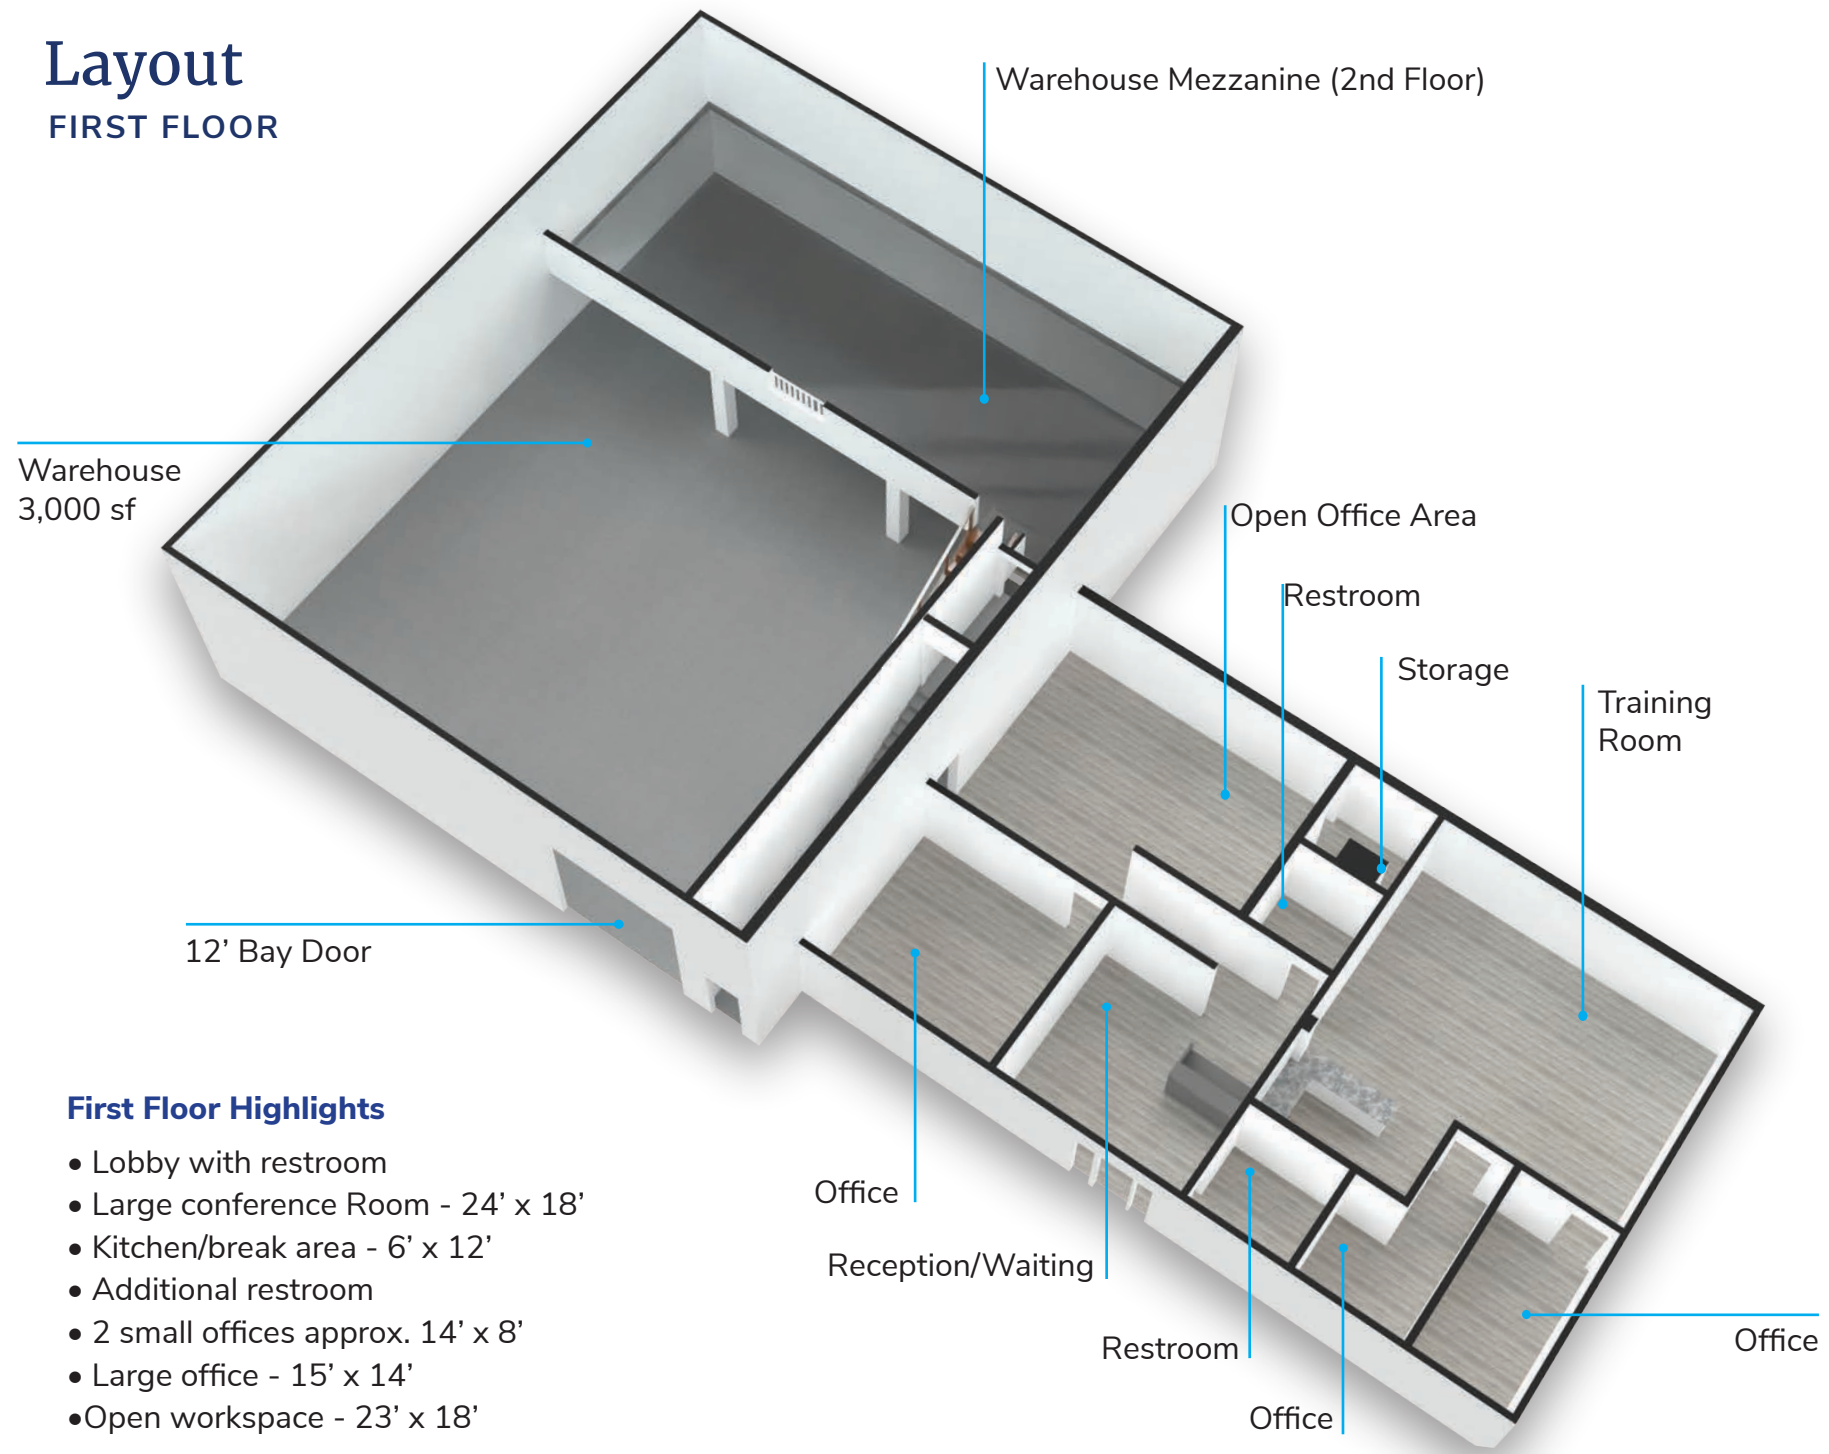 Layout
FIRST FLOOR
Warehouse Mezzanine (2nd Floor)
Warehouse
3,000 sf
Open Office Area
Restroom
Storage
Training
Room
12’ Bay Door
First Floor Highlights
• Lobby with restroom
• Large conference Room - 24’ x 18’
• Kitchen/break area - 6’ x 12’
• Additional restroom
• 2 small offices approx. 14’ x 8’
• Large office - 15’ x 14’
•Open workspace - 23’ x 18’
Office
Reception/Waiting
Restroom
Office
Office